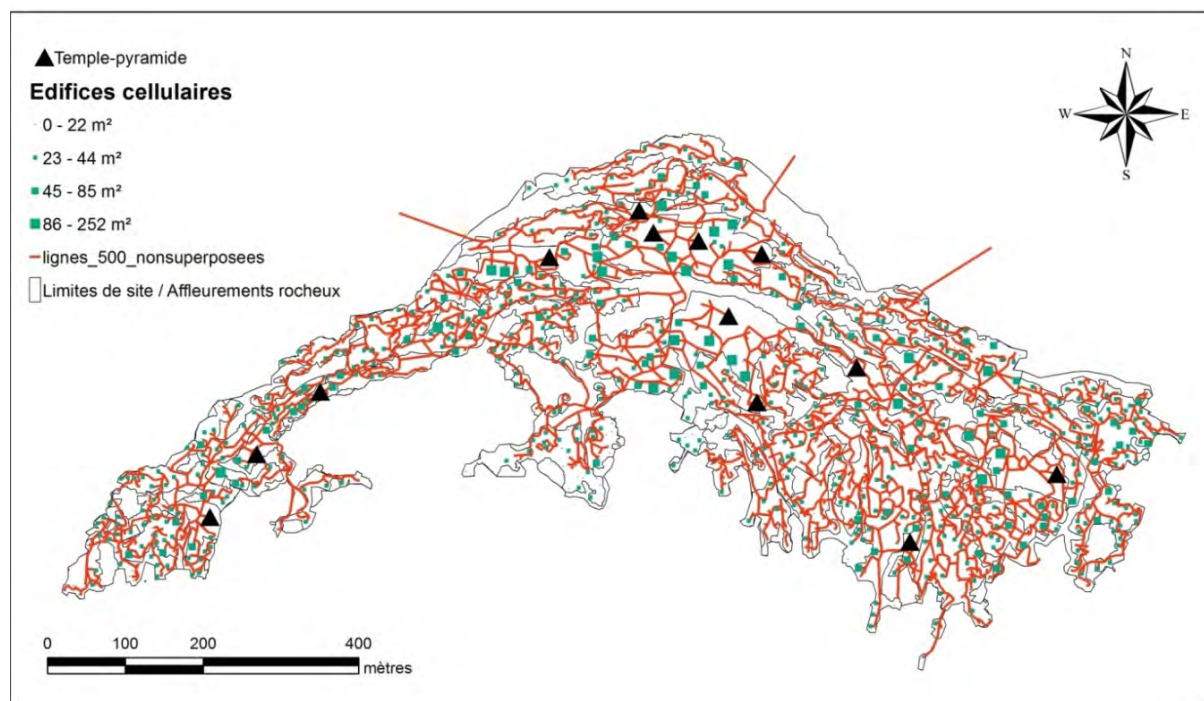 Temple-pyramide
Edifices cellulaires
0 - 22 m²
23 - 44 m²
45 - 85 m²
86 - 252 m²
lignes_500_nonsuperposees
Limites de site / Affleurements rocheux
N
W E
S
0 100 200 400
mètres